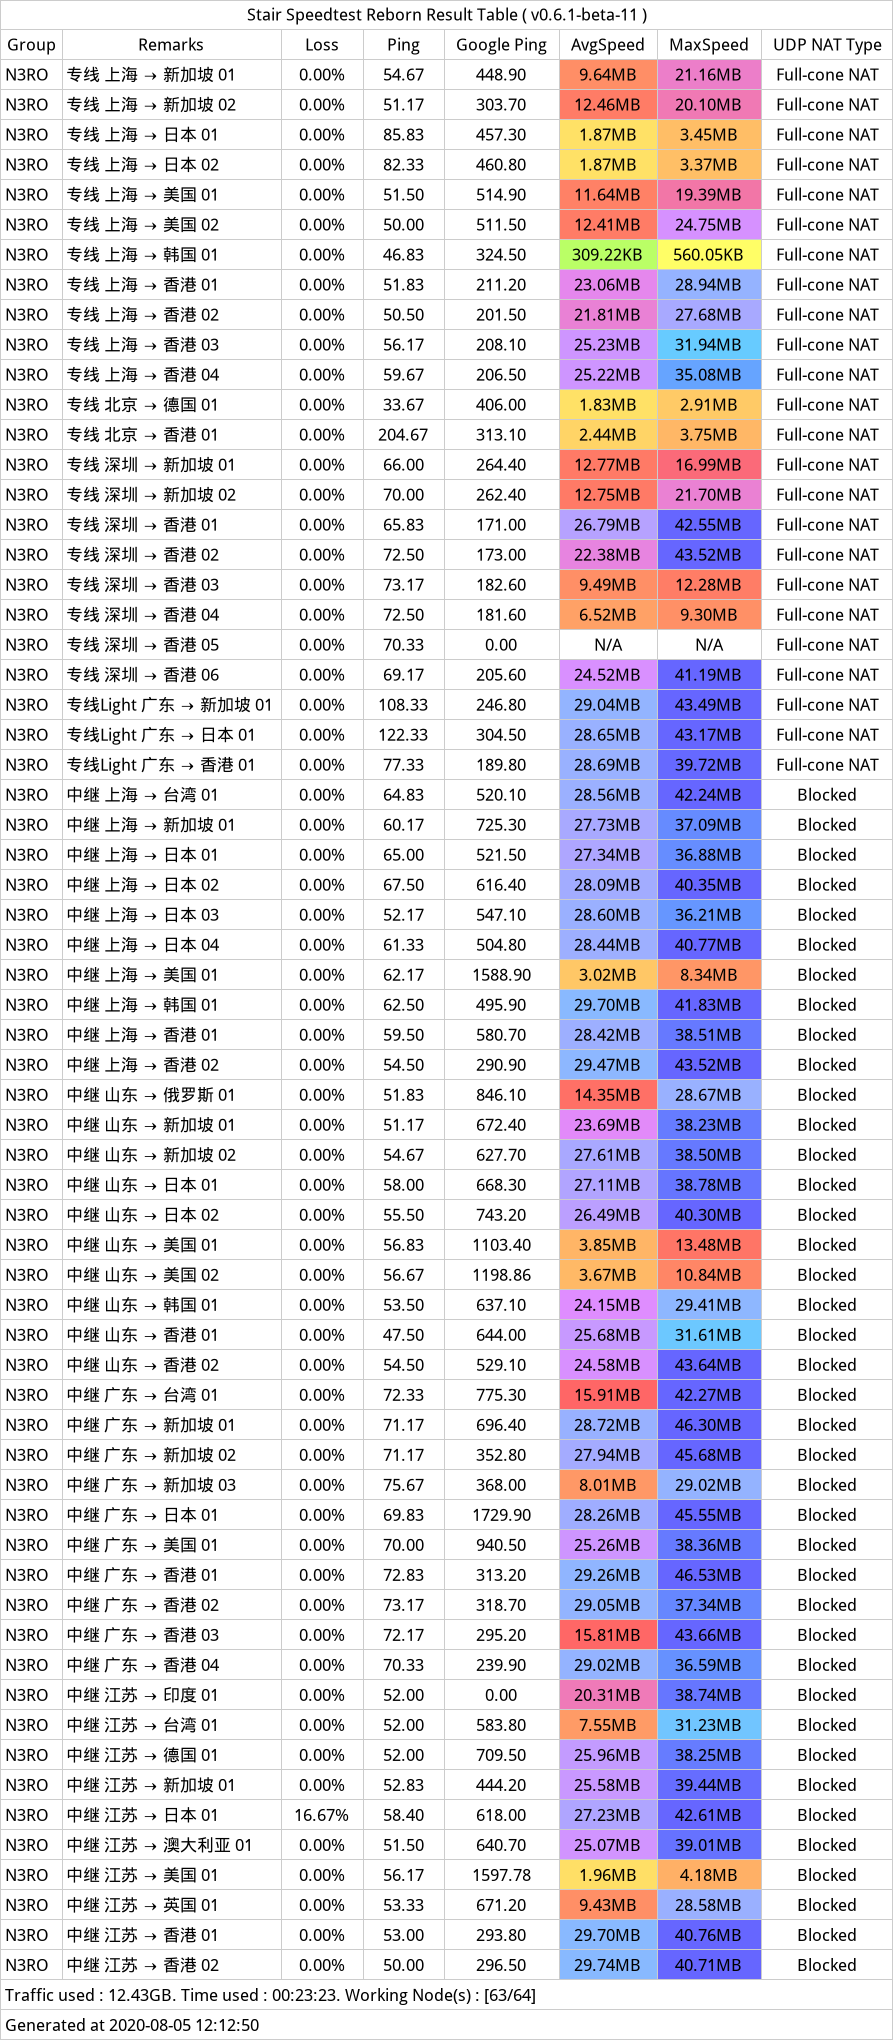 Stair Speedtest Reborn Result Table ( v0.6.1-beta-11 )
Group Remarks Loss Ping Google Ping AvgSpeed MaxSpeed UDP NAT Type
N3RO 专线 上海 → 新加坡 01 0.00% 54.67 448.90 9.64MB 21.16MB Full-cone NAT
N3RO 专线 上海 → 新加坡 02 0.00% 51.17 303.70 12.46MB 20.10MB Full-cone NAT
N3RO 专线 上海 → 日本 01 0.00% 85.83 457.30 1.87MB 3.45MB Full-cone NAT
N3RO 专线 上海 → 日本 02 0.00% 82.33 460.80 1.87MB 3.37MB Full-cone NAT
N3RO 专线 上海 → 美国 01 0.00% 51.50 514.90 11.64MB 19.39MB Full-cone NAT
N3RO 专线 上海 → 美国 02 0.00% 50.00 511.50 12.41MB 24.75MB Full-cone NAT
N3RO 专线 上海 → 韩国 01 0.00% 46.83 324.50 309.22KB 560.05KB Full-cone NAT
N3RO 专线 上海 → 香港 01 0.00% 51.83 211.20 23.06MB 28.94MB Full-cone NAT
N3RO 专线 上海 → 香港 02 0.00% 50.50 201.50 21.81MB 27.68MB Full-cone NAT
N3RO 专线 上海 → 香港 03 0.00% 56.17 208.10 25.23MB 31.94MB Full-cone NAT
N3RO 专线 上海 → 香港 04 0.00% 59.67 206.50 25.22MB 35.08MB Full-cone NAT
N3RO 专线 北京 → 德国 01 0.00% 33.67 406.00 1.83MB 2.91MB Full-cone NAT
N3RO 专线 北京 → 香港 01 0.00% 204.67 313.10 2.44MB 3.75MB Full-cone NAT
N3RO 专线 深圳 → 新加坡 01 0.00% 66.00 264.40 12.77MB 16.99MB Full-cone NAT
N3RO 专线 深圳 → 新加坡 02 0.00% 70.00 262.40 12.75MB 21.70MB Full-cone NAT
N3RO 专线 深圳 → 香港 01 0.00% 65.83 171.00 26.79MB 42.55MB Full-cone NAT
N3RO 专线 深圳 → 香港 02 0.00% 72.50 173.00 22.38MB 43.52MB Full-cone NAT
N3RO 专线 深圳 → 香港 03 0.00% 73.17 182.60 9.49MB 12.28MB Full-cone NAT
N3RO 专线 深圳 → 香港 04 0.00% 72.50 181.60 6.52MB 9.30MB Full-cone NAT
N3RO 专线 深圳 → 香港 05 0.00% 70.33 0.00 N/A N/A Full-cone NAT
N3RO 专线 深圳 → 香港 06 0.00% 69.17 205.60 24.52MB 41.19MB Full-cone NAT
N3RO 专线Light 广东 → 新加坡 01 0.00% 108.33 246.80 29.04MB 43.49MB Full-cone NAT
N3RO 专线Light 广东 → 日本 01 0.00% 122.33 304.50 28.65MB 43.17MB Full-cone NAT
N3RO 专线Light 广东 → 香港 01 0.00% 77.33 189.80 28.69MB 39.72MB Full-cone NAT
N3RO 中继 上海 → 台湾 01 0.00% 64.83 520.10 28.56MB 42.24MB Blocked
N3RO 中继 上海 → 新加坡 01 0.00% 60.17 725.30 27.73MB 37.09MB Blocked
N3RO 中继 上海 → 日本 01 0.00% 65.00 521.50 27.34MB 36.88MB Blocked
N3RO 中继 上海 → 日本 02 0.00% 67.50 616.40 28.09MB 40.35MB Blocked
N3RO 中继 上海 → 日本 03 0.00% 52.17 547.10 28.60MB 36.21MB Blocked
N3RO 中继 上海 → 日本 04 0.00% 61.33 504.80 28.44MB 40.77MB Blocked
N3RO 中继 上海 → 美国 01 0.00% 62.17 1588.90 3.02MB 8.34MB Blocked
N3RO 中继 上海 → 韩国 01 0.00% 62.50 495.90 29.70MB 41.83MB Blocked
N3RO 中继 上海 → 香港 01 0.00% 59.50 580.70 28.42MB 38.51MB Blocked
N3RO 中继 上海 → 香港 02 0.00% 54.50 290.90 29.47MB 43.52MB Blocked
N3RO 中继 山东 → 俄罗斯 01 0.00% 51.83 846.10 14.35MB 28.67MB Blocked
N3RO 中继 山东 → 新加坡 01 0.00% 51.17 672.40 23.69MB 38.23MB Blocked
N3RO 中继 山东 → 新加坡 02 0.00% 54.67 627.70 27.61MB 38.50MB Blocked
N3RO 中继 山东 → 日本 01 0.00% 58.00 668.30 27.11MB 38.78MB Blocked
N3RO 中继 山东 → 日本 02 0.00% 55.50 743.20 26.49MB 40.30MB Blocked
N3RO 中继 山东 → 美国 01 0.00% 56.83 1103.40 3.85MB 13.48MB Blocked
N3RO 中继 山东 → 美国 02 0.00% 56.67 1198.86 3.67MB 10.84MB Blocked
N3RO 中继 山东 → 韩国 01 0.00% 53.50 637.10 24.15MB 29.41MB Blocked
N3RO 中继 山东 → 香港 01 0.00% 47.50 644.00 25.68MB 31.61MB Blocked
N3RO 中继 山东 → 香港 02 0.00% 54.50 529.10 24.58MB 43.64MB Blocked
N3RO 中继 广东 → 台湾 01 0.00% 72.33 775.30 15.91MB 42.27MB Blocked
N3RO 中继 广东 → 新加坡 01 0.00% 71.17 696.40 28.72MB 46.30MB Blocked
N3RO 中继 广东 → 新加坡 02 0.00% 71.17 352.80 27.94MB 45.68MB Blocked
N3RO 中继 广东 → 新加坡 03 0.00% 75.67 368.00 8.01MB 29.02MB Blocked
N3RO 中继 广东 → 日本 01 0.00% 69.83 1729.90 28.26MB 45.55MB Blocked
N3RO 中继 广东 → 美国 01 0.00% 70.00 940.50 25.26MB 38.36MB Blocked
N3RO 中继 广东 → 香港 01 0.00% 72.83 313.20 29.26MB 46.53MB Blocked
N3RO 中继 广东 → 香港 02 0.00% 73.17 318.70 29.05MB 37.34MB Blocked
N3RO 中继 广东 → 香港 03 0.00% 72.17 295.20 15.81MB 43.66MB Blocked
N3RO 中继 广东 → 香港 04 0.00% 70.33 239.90 29.02MB 36.59MB Blocked
N3RO 中继 江苏 → 印度 01 0.00% 52.00 0.00 20.31MB 38.74MB Blocked
N3RO 中继 江苏 → 台湾 01 0.00% 52.00 583.80 7.55MB 31.23MB Blocked
N3RO 中继 江苏 → 德国 01 0.00% 52.00 709.50 25.96MB 38.25MB Blocked
N3RO 中继 江苏 → 新加坡 01 0.00% 52.83 444.20 25.58MB 39.44MB Blocked
N3RO 中继 江苏 → 日本 01 16.67% 58.40 618.00 27.23MB 42.61MB Blocked
N3RO 中继 江苏 → 澳大利亚 01 0.00% 51.50 640.70 25.07MB 39.01MB Blocked
N3RO 中继 江苏 → 美国 01 0.00% 56.17 1597.78 1.96MB 4.18MB Blocked
N3RO 中继 江苏 → 英国 01 0.00% 53.33 671.20 9.43MB 28.58MB Blocked
N3RO 中继 江苏 → 香港 01 0.00% 53.00 293.80 29.70MB 40.76MB Blocked
N3RO 中继 江苏 → 香港 02 0.00% 50.00 296.50 29.74MB 40.71MB Blocked
Traffic used : 12.43GB. Time used : 00:23:23. Working Node(s) : [63/64]
Generated at 2020-08-05 12:12:50